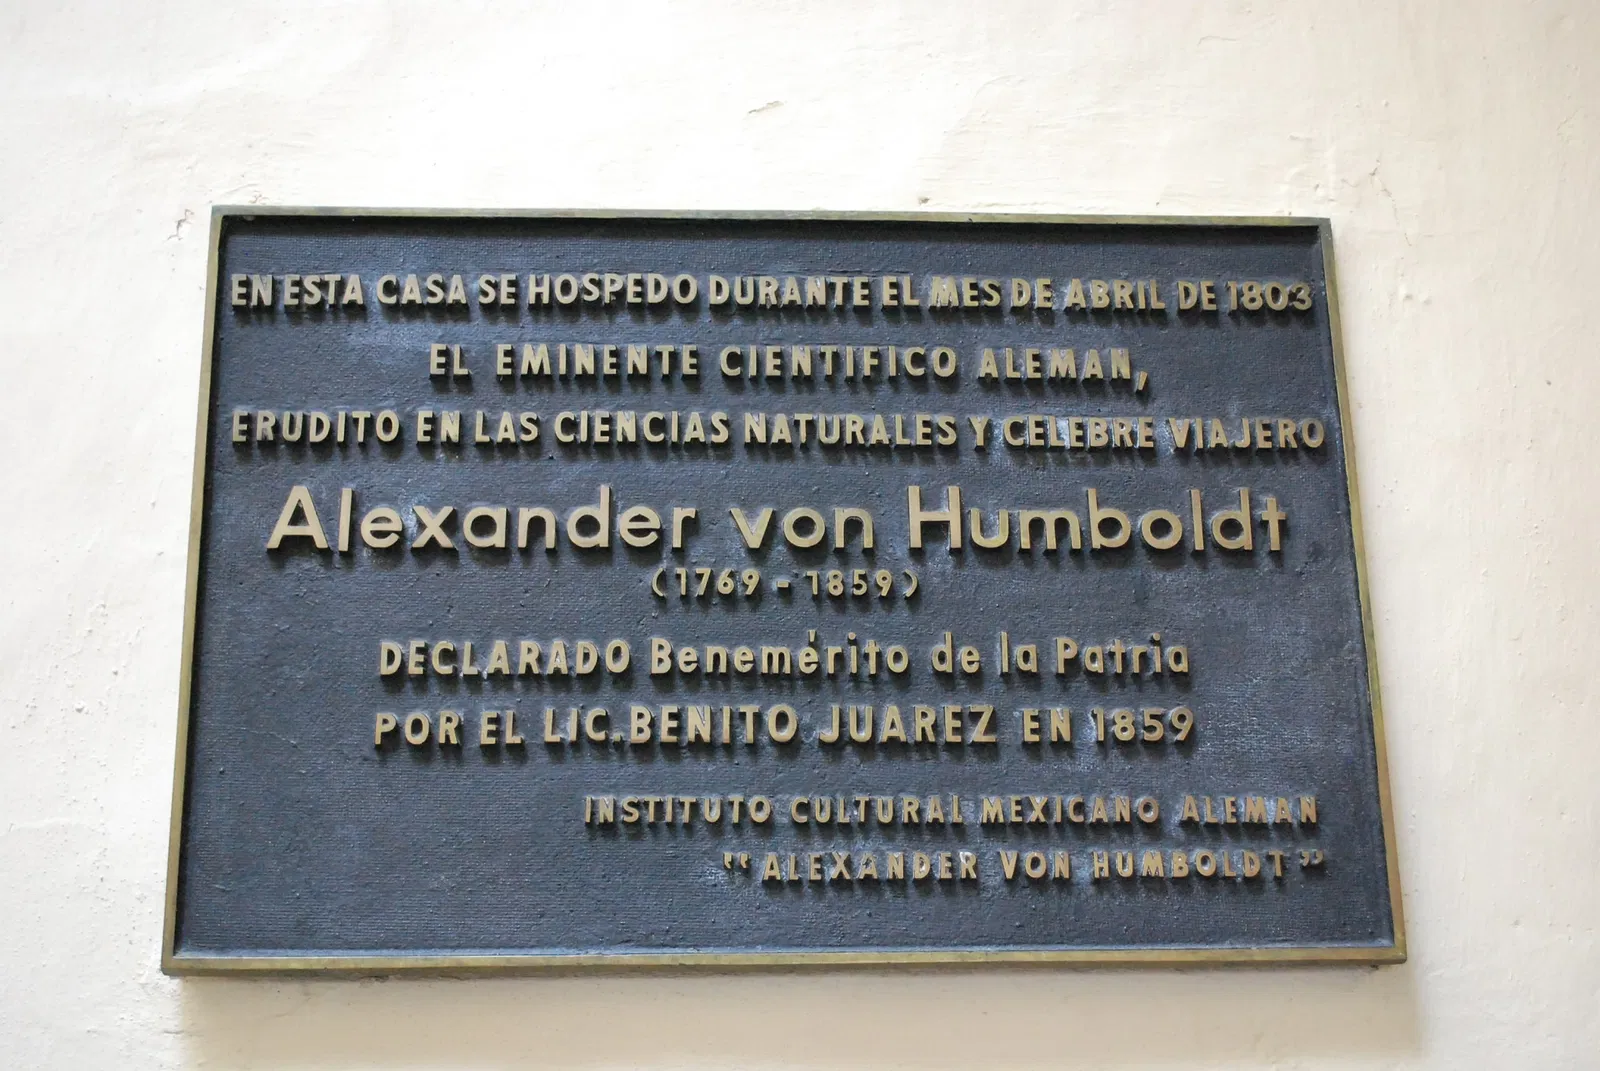 EN ESTA CASA SE HOSPEDO DURANTE EL MES DE ABRIL DE 1803
EL EMINENTE CIENTIFICO ALEMAN,
ERUDITO EN LAS CIENCIAS NATURALES Y CELEBRE VIAJERO
Alexander von Humboldt
(1769 - 1859)
DECLARADO Benemérito de la Patria
POR EL LIC. BENITO JUAREZ EN 1859
INSTITUTO CULTURAL MEXICANO ALEMAN
"ALEXANDER VON HUMBOLDT"